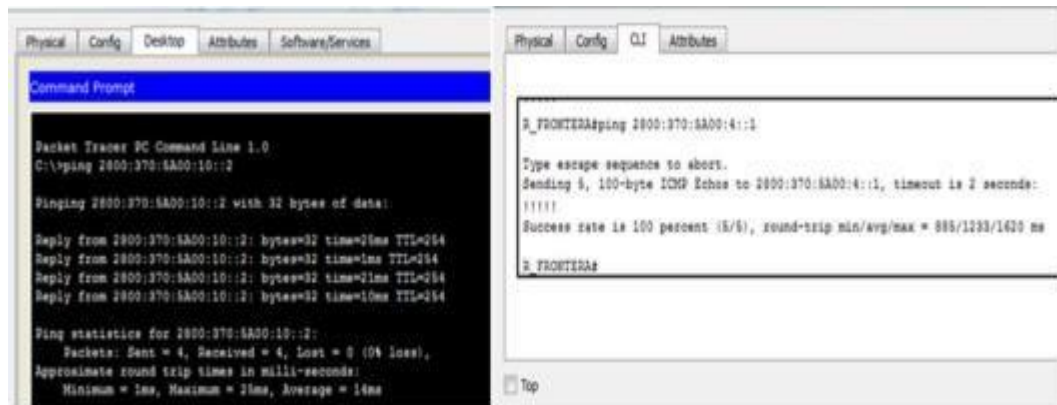 Physical Config Desktop Attributes Software/Services
Command Prompt
Packet Tracer PC Command Line 1.0
C:\>ping 2800:370:5A00:10::2
Pinging 2800:370:5A00:10::2 with 32 bytes of data:
Reply from 2800:370:5A00:10::2: bytes=32 time=25ms TTL=254
Reply from 2800:370:5A00:10::2: bytes=32 time=1ms TTL=254
Reply from 2800:370:5A00:10::2: bytes=32 time=21ms TTL=254
Reply from 2800:370:5A00:10::2: bytes=32 time=10ms TTL=254
Ping statistics for 2800:370:5A00:10::2:
Packets: Sent = 4, Received = 4, Lost = 0 (0% loss),
Approximate round trip times in milli-seconds:
Minimum = 1ms, Maximum = 25ms, Average = 14ms
Physical Config CLI Attributes
R_FRONTERA#ping 2800:370:5A00:4::1
Type escape sequence to abort.
Sending 5, 100-byte ICMP Echos to 2800:370:5A00:4::1, timeout is 2 seconds:
!!!!!
Success rate is 100 percent (5/5), round-trip min/avg/max = 885/1233/1620 ms
R_FRONTERA#
Top